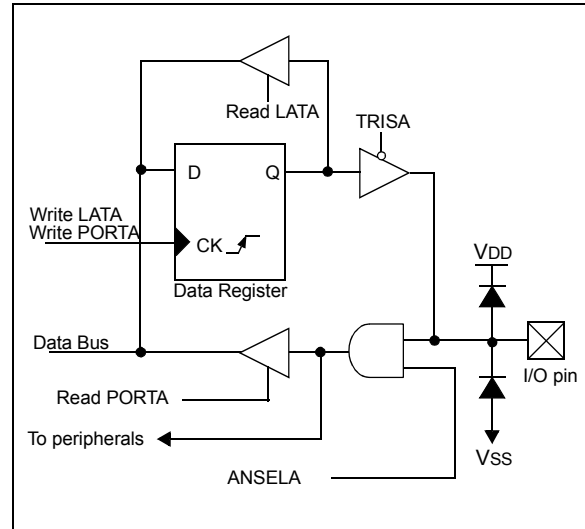 Read LATA
TRISA
D Q
Write LATA
Write PORTA
CK
Data Register
VDD
Data Bus
I/O pin
Read PORTA
To peripherals
VSS
ANSELA